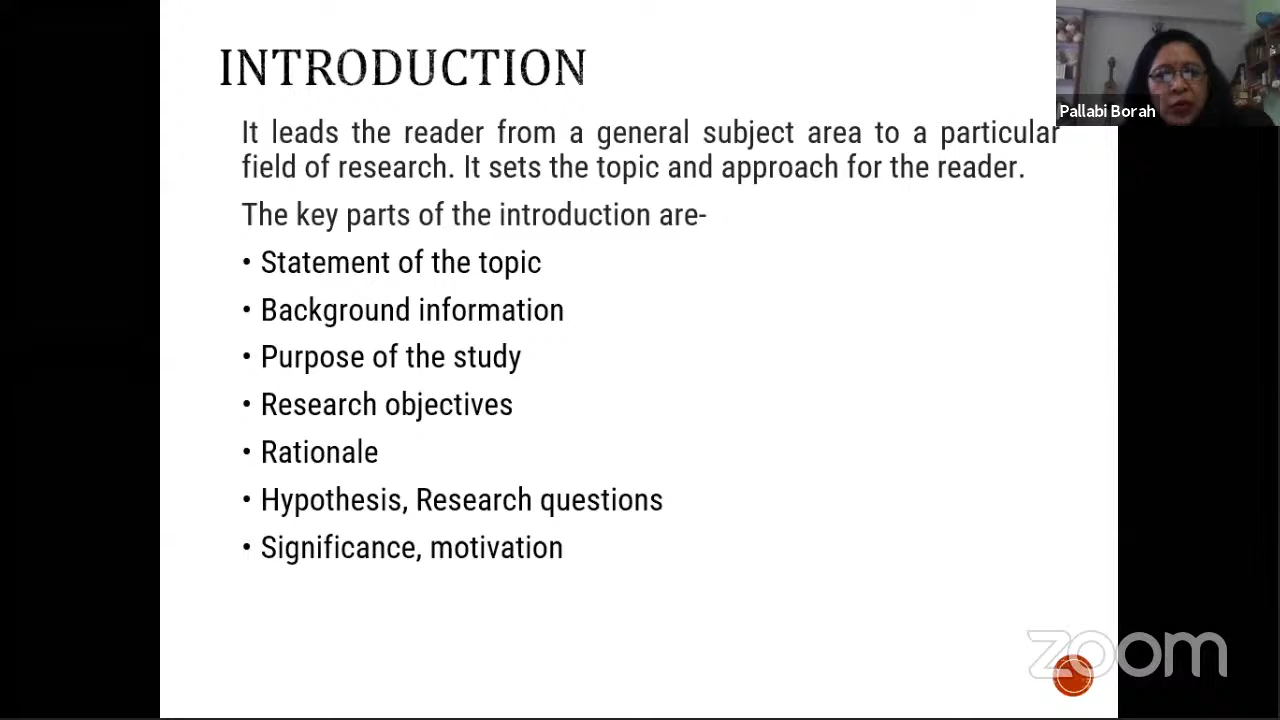 INTRODUCTION
Pallabi Borah
It leads the reader from a general subject area to a particular
field of research. It sets the topic and approach for the reader.
The key parts of the introduction are-
• Statement of the topic
• Background information
• Purpose of the study
• Research objectives
• Rationale
• Hypothesis, Research questions
• Significance, motivation
zoom